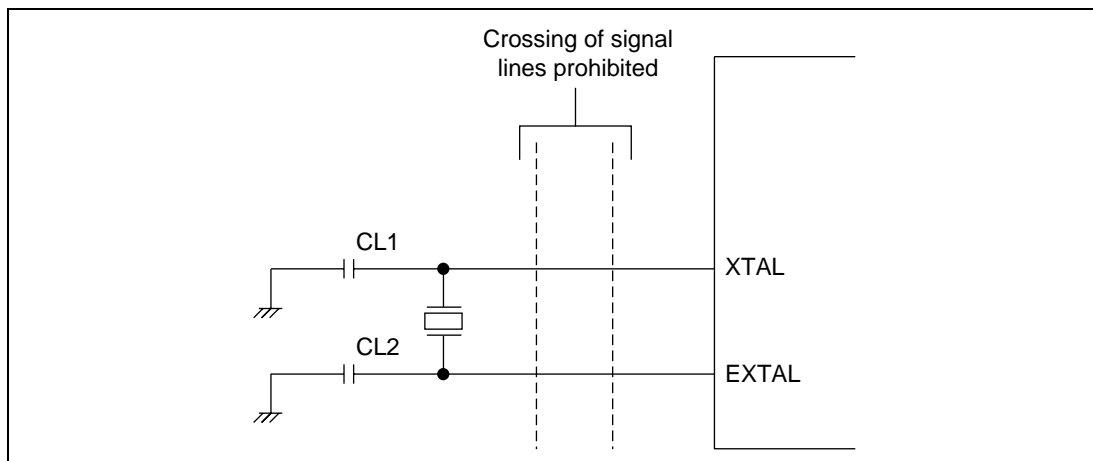 Crossing of signal
lines prohibited
CL1
XTAL
CL2
EXTAL